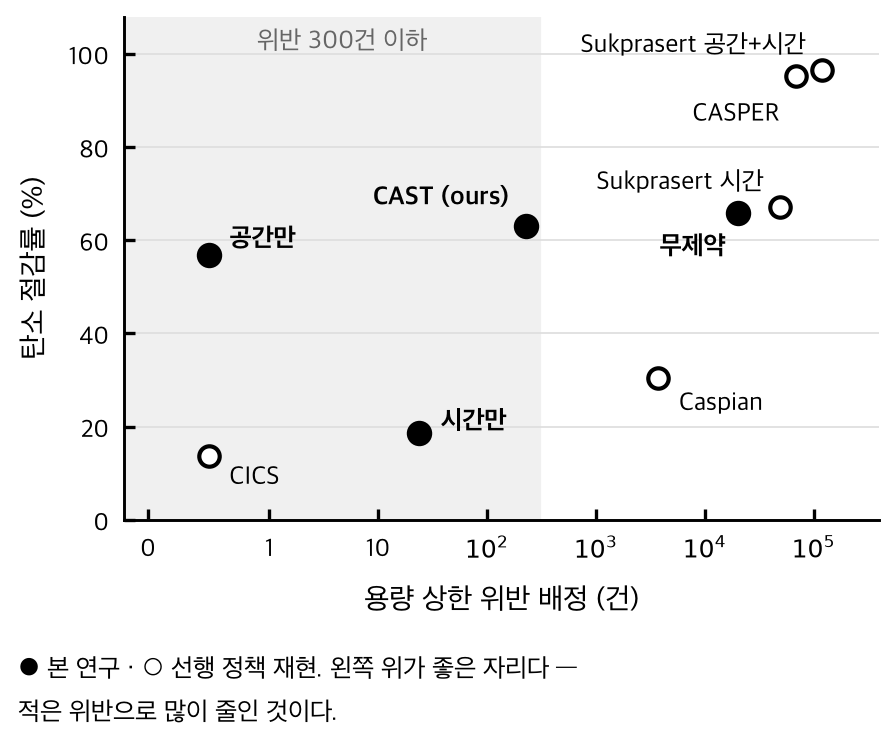 위반 300건 이하
Sukprasert 공간+시간
CASPER
CAST (ours)
Sukprasert 시간
공간만
무제약
Caspian
시간만
CICS
탄소 절감률 (%)
100
80
60
40
20
0
0 1 10 10² 10³ 10⁴ 10⁵
용량 상한 위반 배정 (건)
● 본 연구 · ○ 선행 정책 재현. 왼쪽 위가 좋은 자리다 —
적은 위반으로 많이 줄인 것이다.